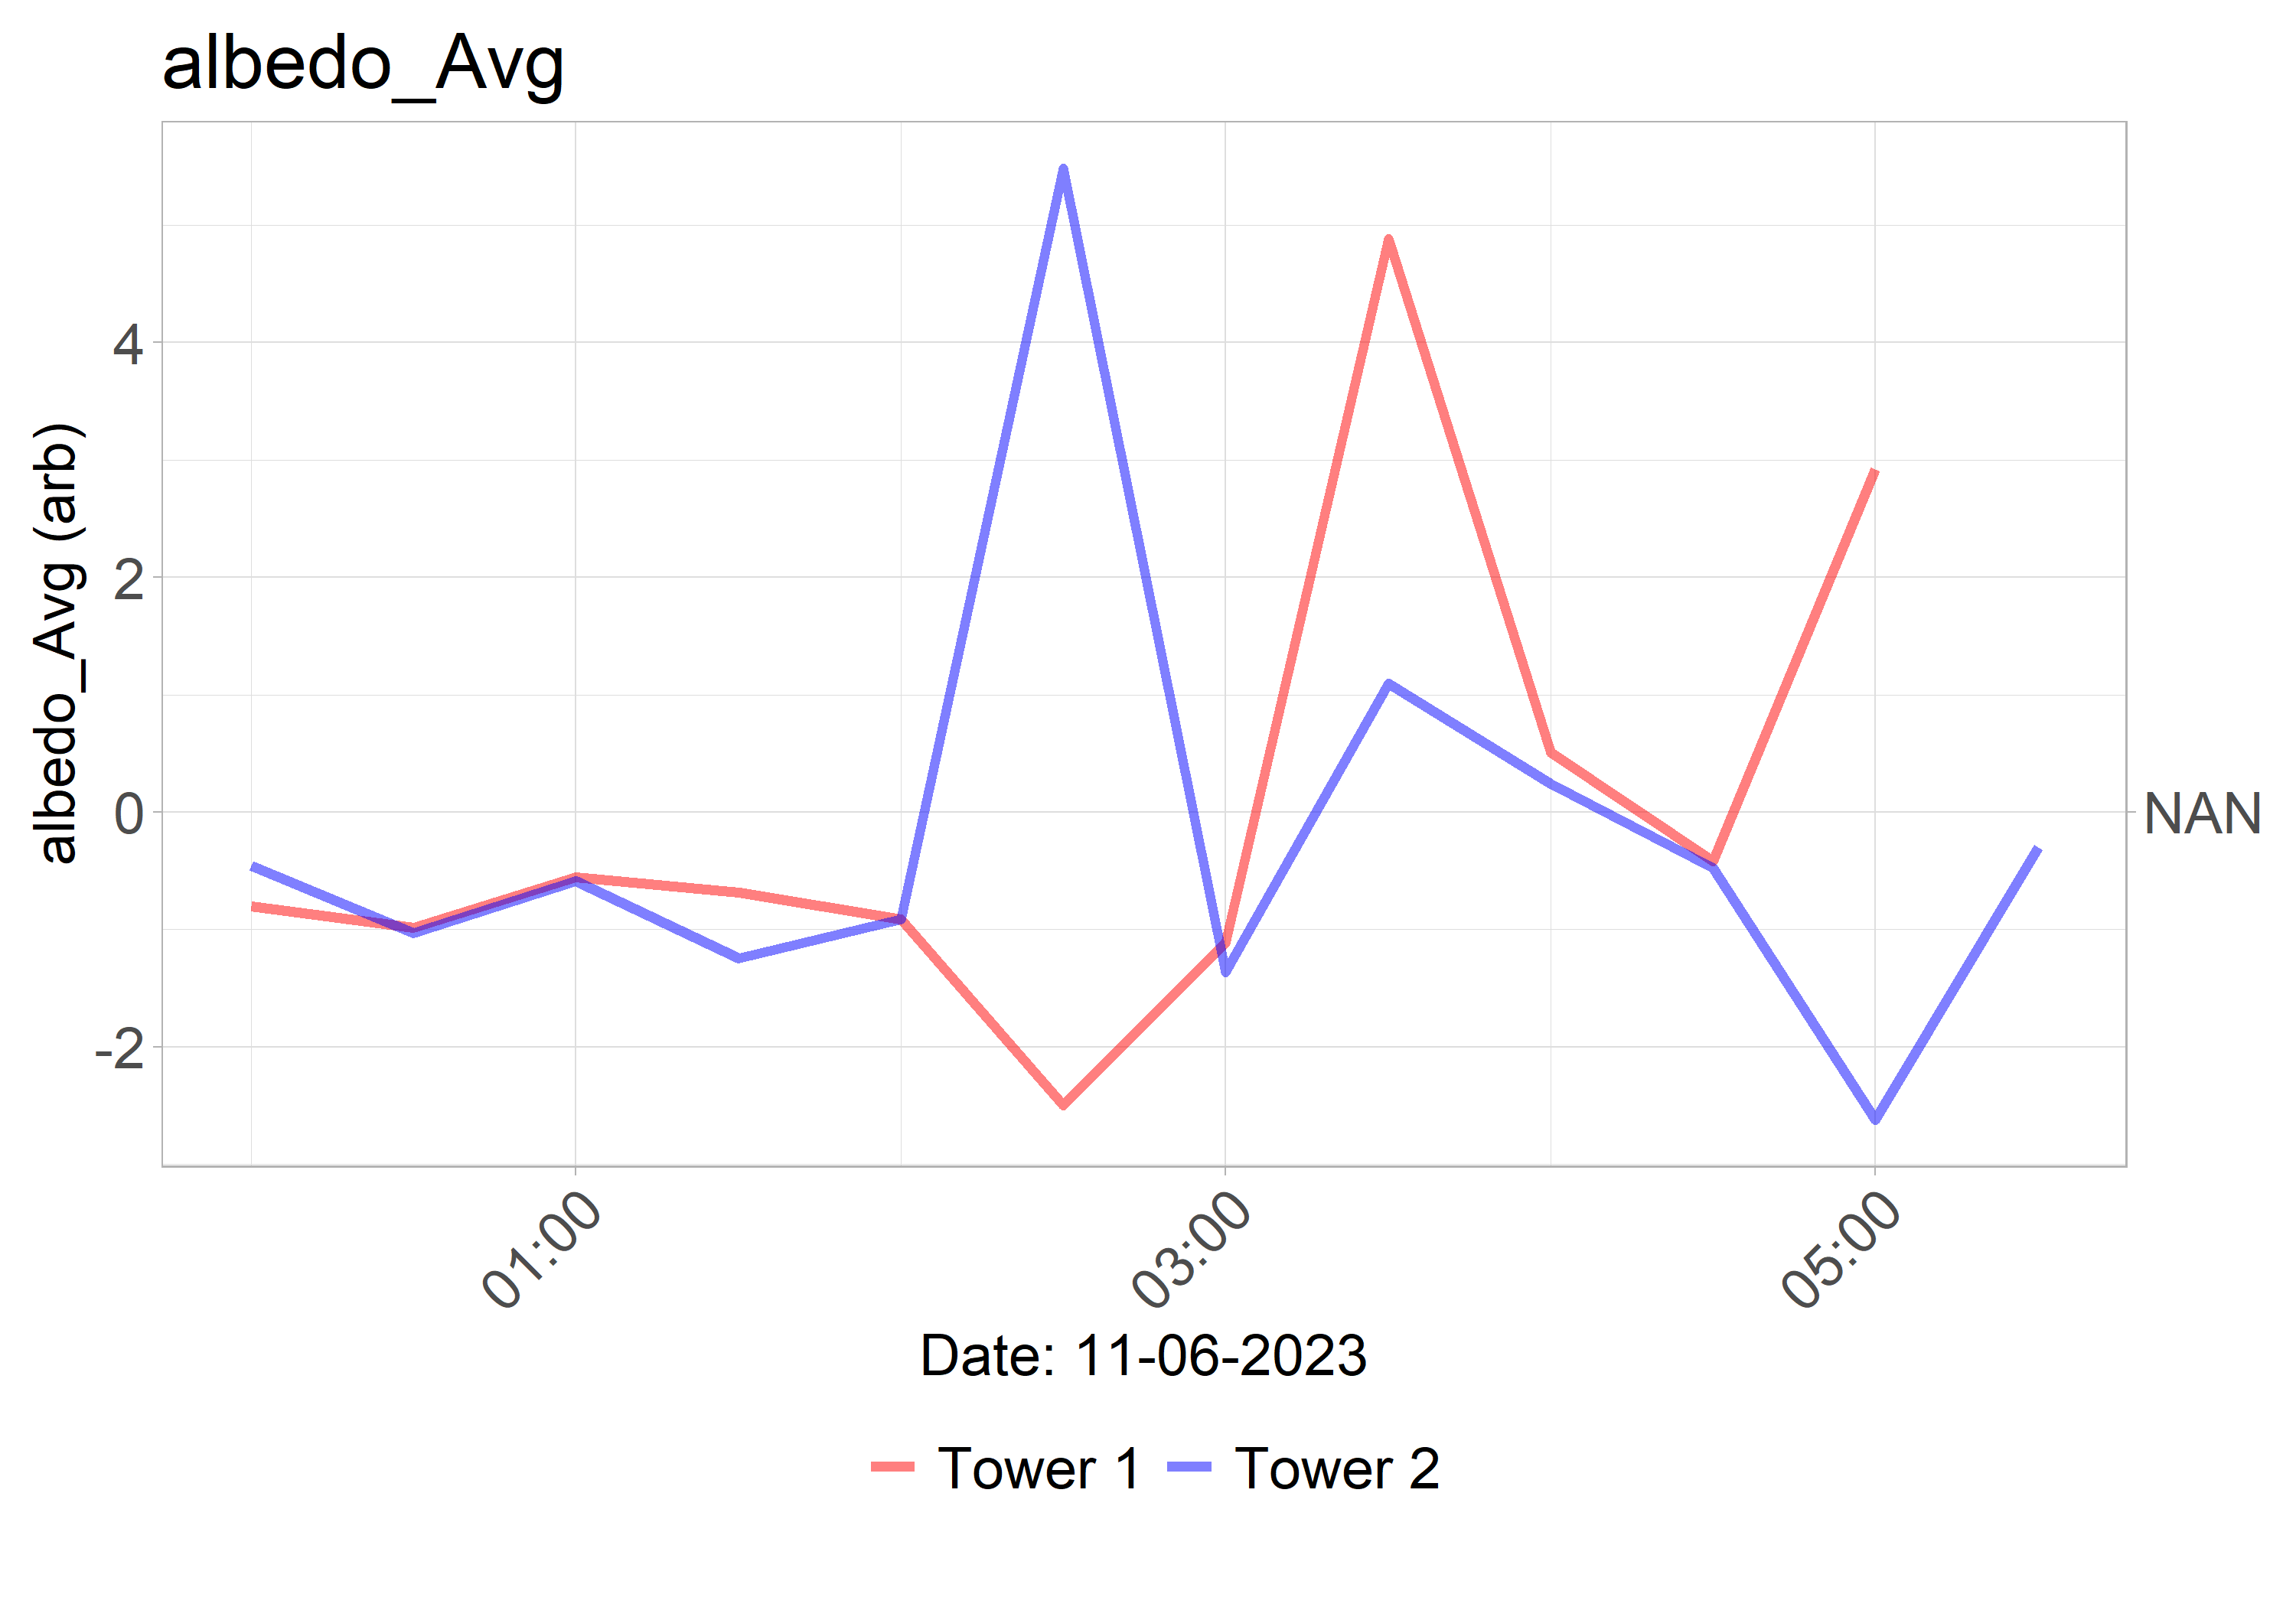 albedo_Avg
albedo_Avg (arb)
4
2
0
-2
NAN
01:00
03:00
05:00
Date: 11-06-2023
Tower 1
Tower 2